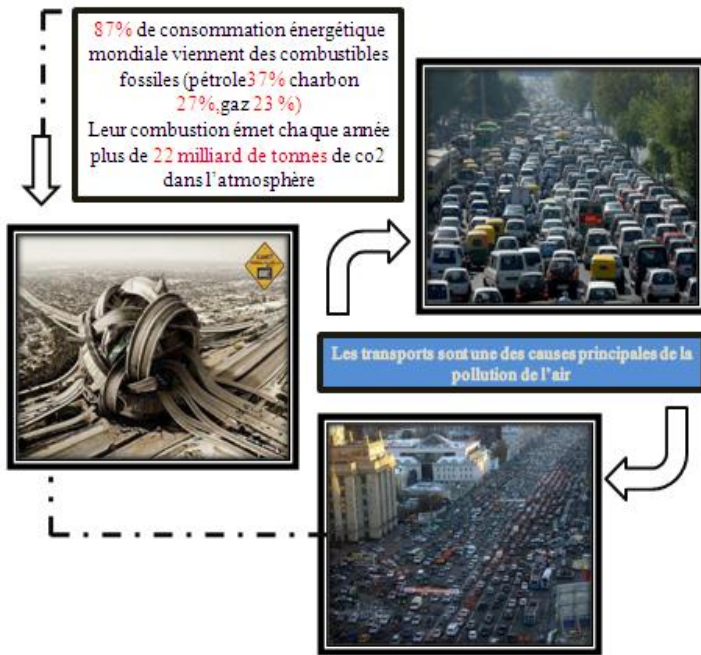 87% de consommation énergétique
mondiale viennent des combustibles
fossiles (pétrole37% charbon
27%,gaz 23 %)
Leur combustion émet chaque année
plus de 22 milliard de tonnes de co2
dans l'atmosphère
Les transports sont une des causes principales de la
pollution de l'air